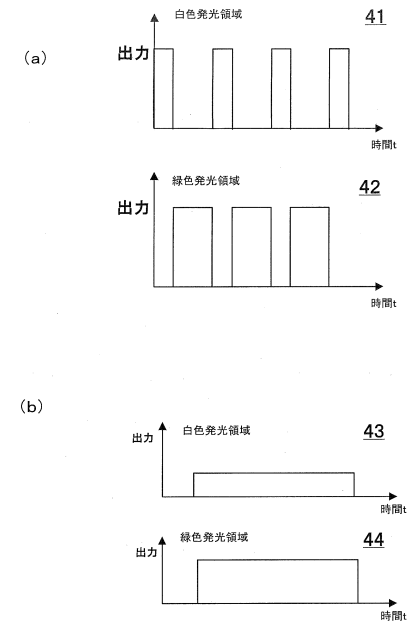 白色発光領域
41
(a)
出力
時間t
緑色発光領域
42
出力
時間t
(b)
白色発光領域
43
出力
時間t
緑色発光領域
44
出力
時間t